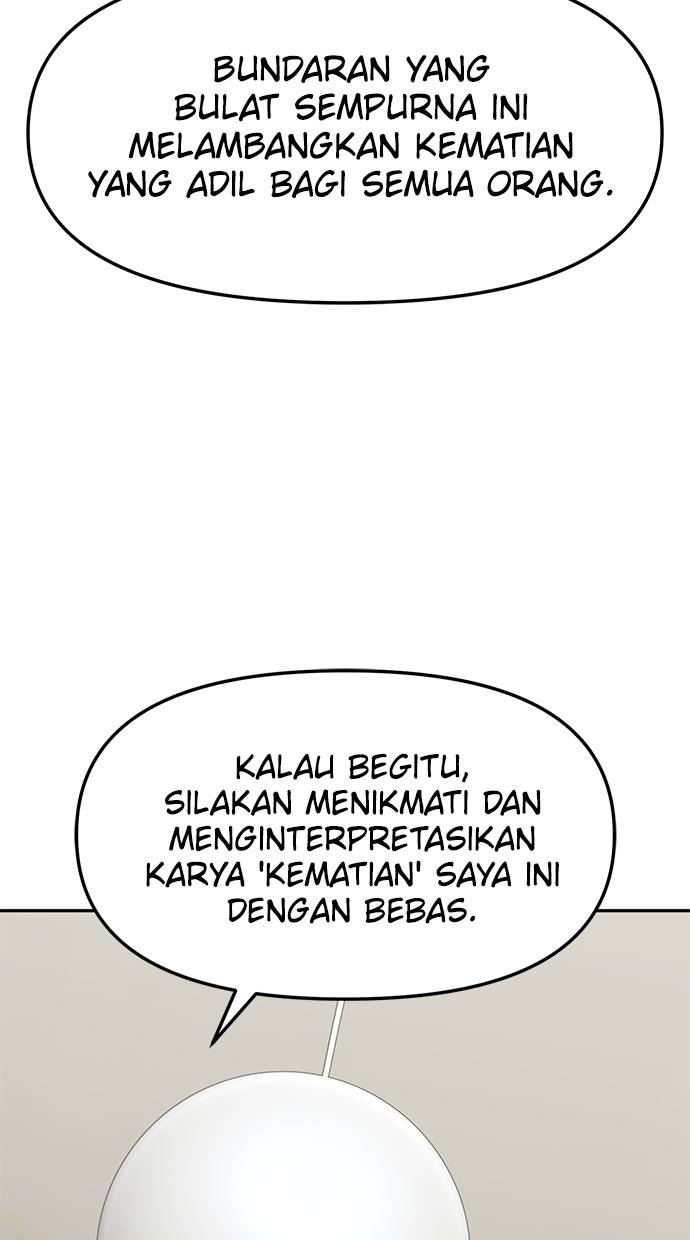 BUNDARAN YANG
BULAT SEMPURNA INI
MELAMBANGKAN KEMATIAN
YANG ADIL BAGI SEMUA ORANG.
KALAU BEGITU,
SILAKAN MENIKMATI DAN
MENGINTERPRETASIKAN
KARYA 'KEMATIAN' SAYA INI
DENGAN BEBAS.